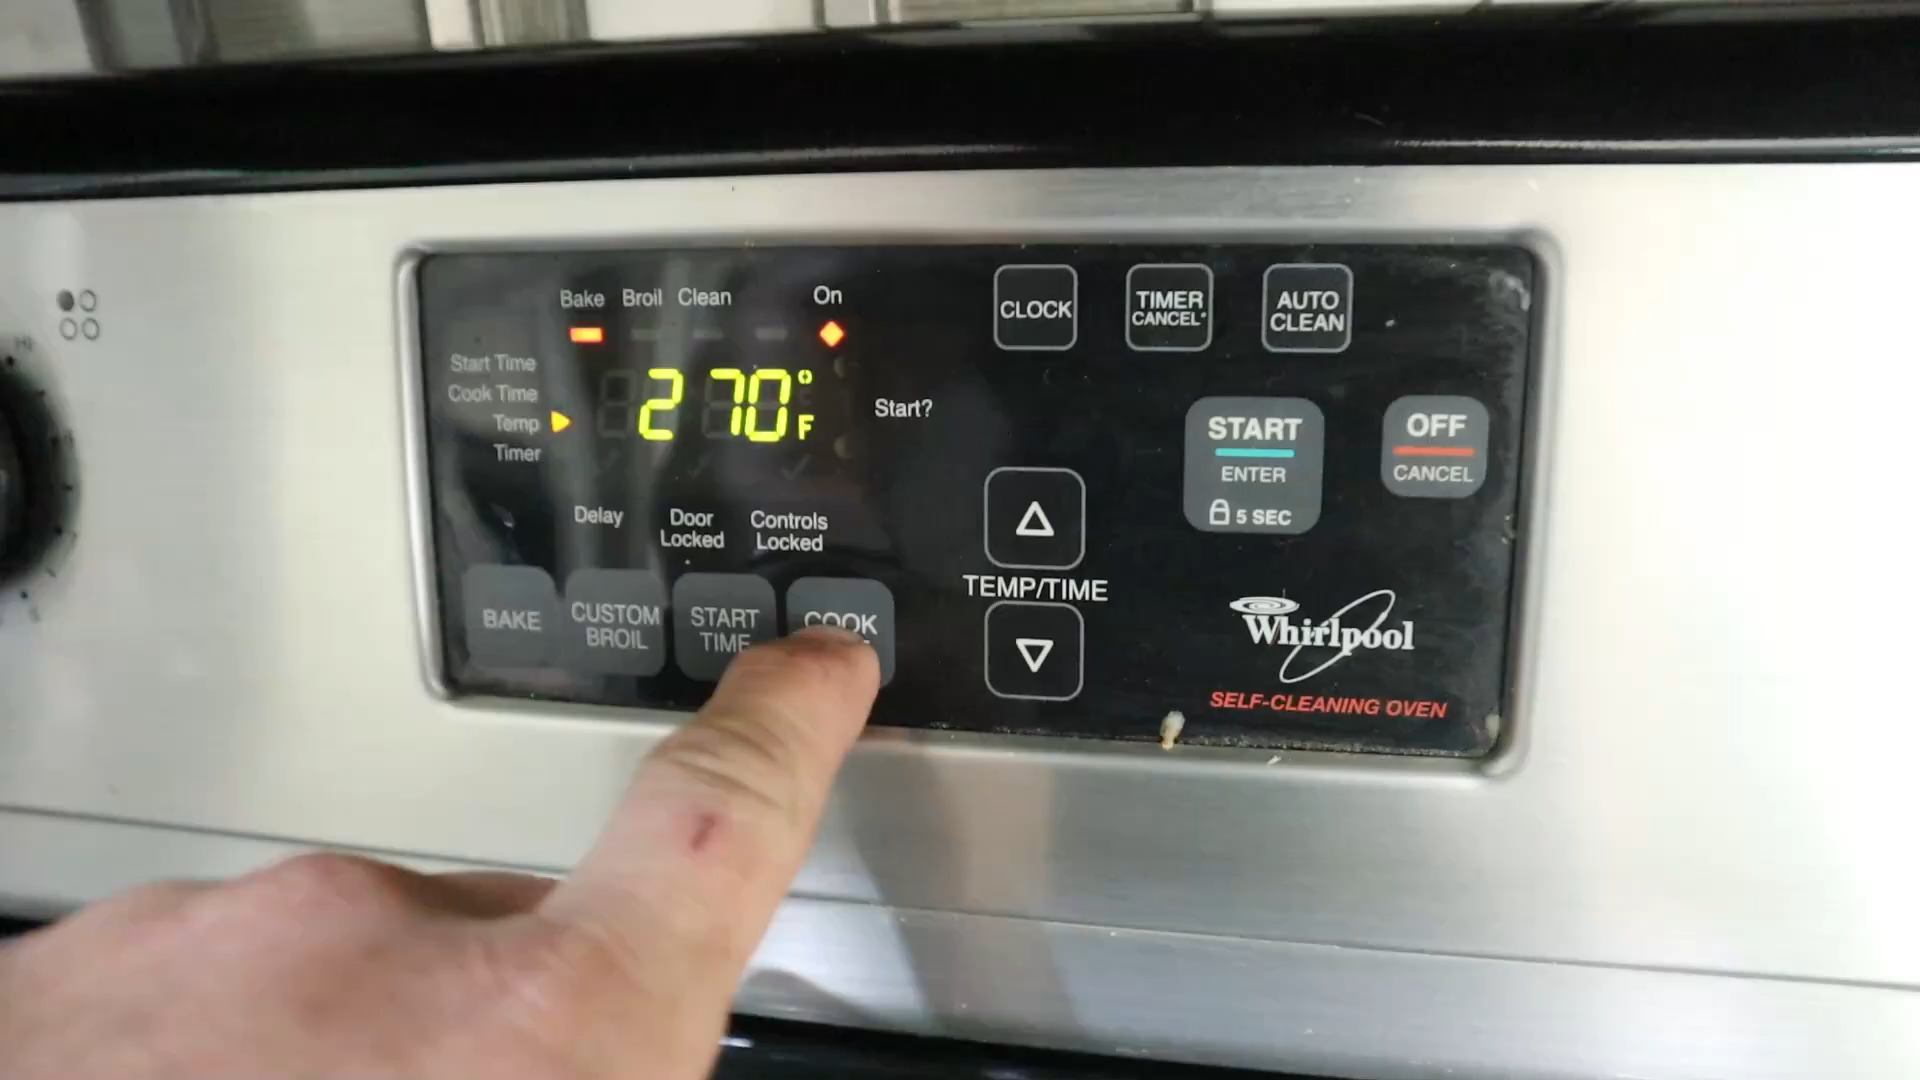 Bake Broil Clean On
Start Time
Cook Time
Temp
Timer
270°F
Start?
Delay
Door
Locked
Controls
Locked
BAKE
CUSTOM
BROIL
START
TIME
COOK
CLOCK
TIMER
CANCEL*
AUTO
CLEAN
START
ENTER
5 SEC
OFF
CANCEL
TEMP/TIME
Whirlpool
SELF-CLEANING OVEN